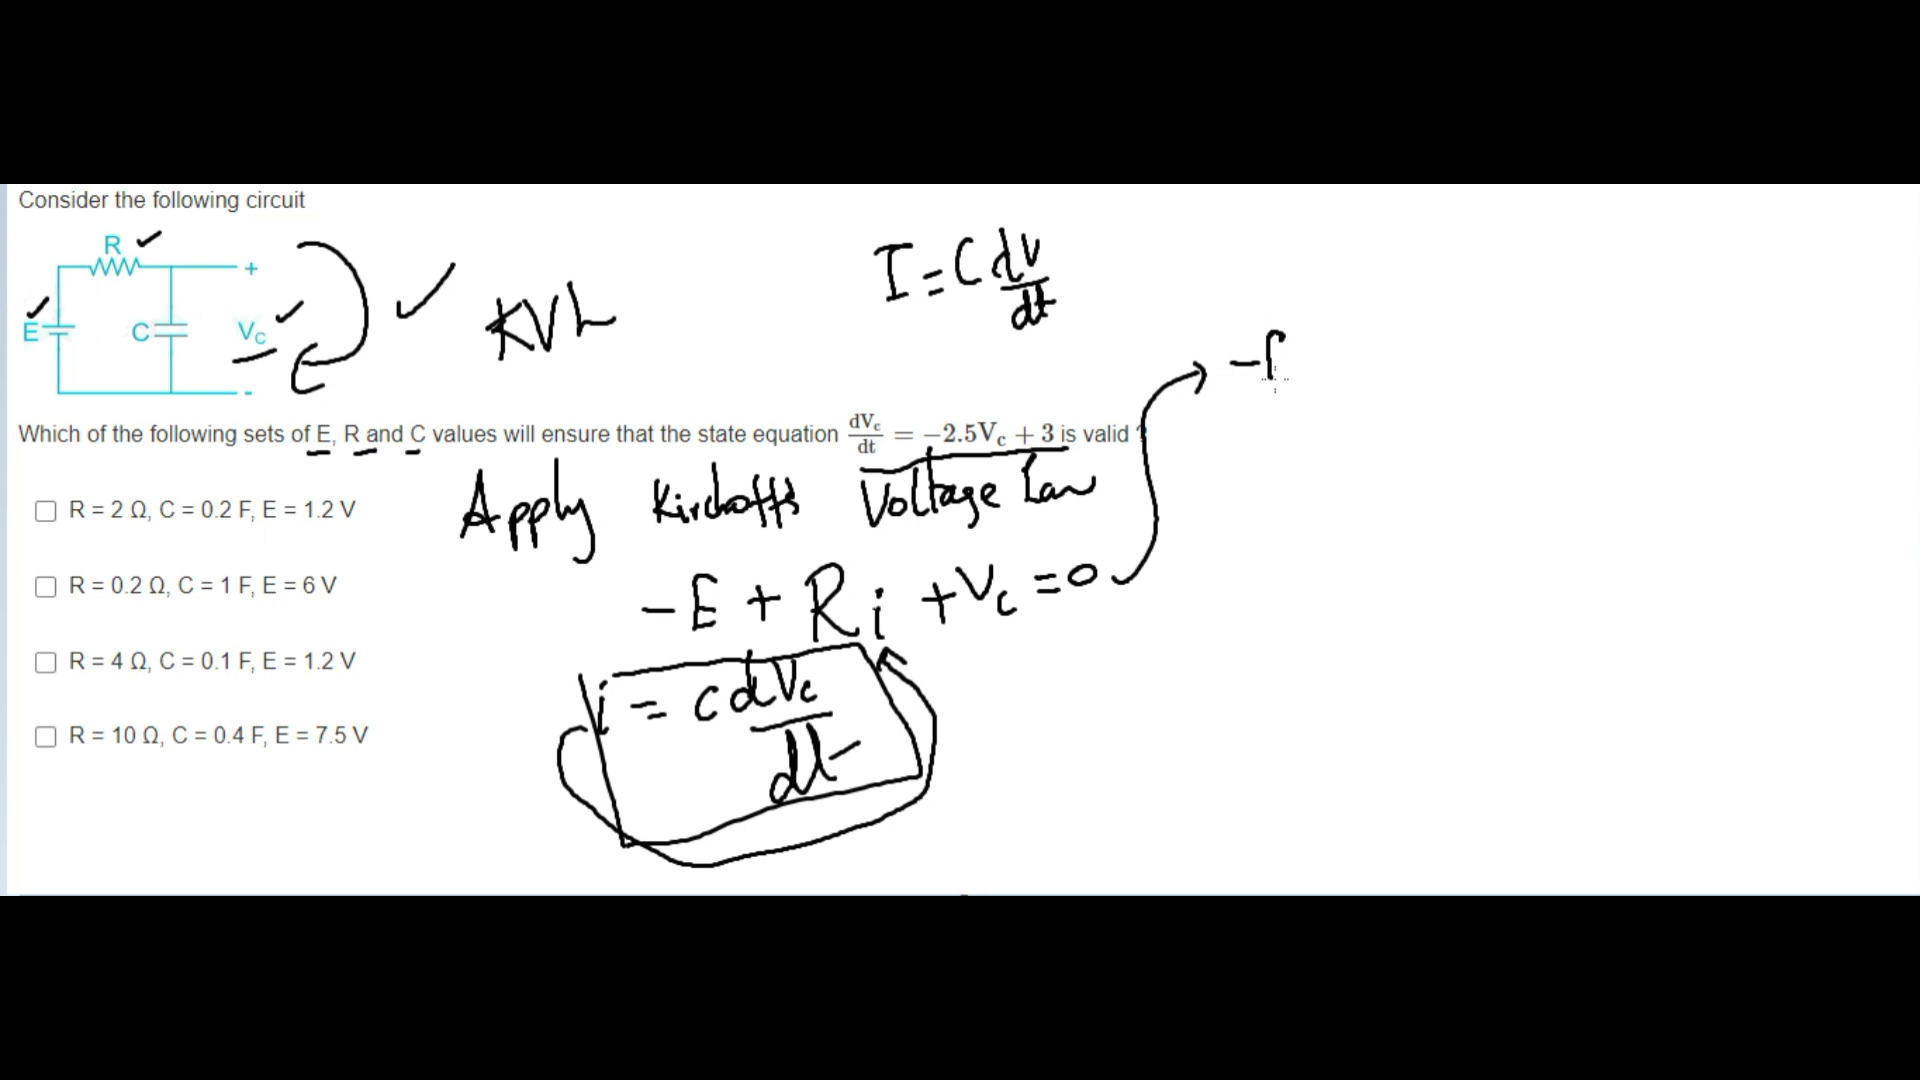 Consider the following circuit
R
+
E
C
Vc
-
KVL
I = C dv/dt
Which of the following sets of E, R and C values will ensure that the state equation dVc/dt = −2.5Vc + 3 is valid ?
R = 2 Ω, C = 0.2 F, E = 1.2 V
R = 0.2 Ω, C = 1 F, E = 6 V
R = 4 Ω, C = 0.1 F, E = 1.2 V
R = 10 Ω, C = 0.4 F, E = 7.5 V
Apply Kirchoffs Voltage Law
-E + Ri + Vc = 0
i = c dVc/dt